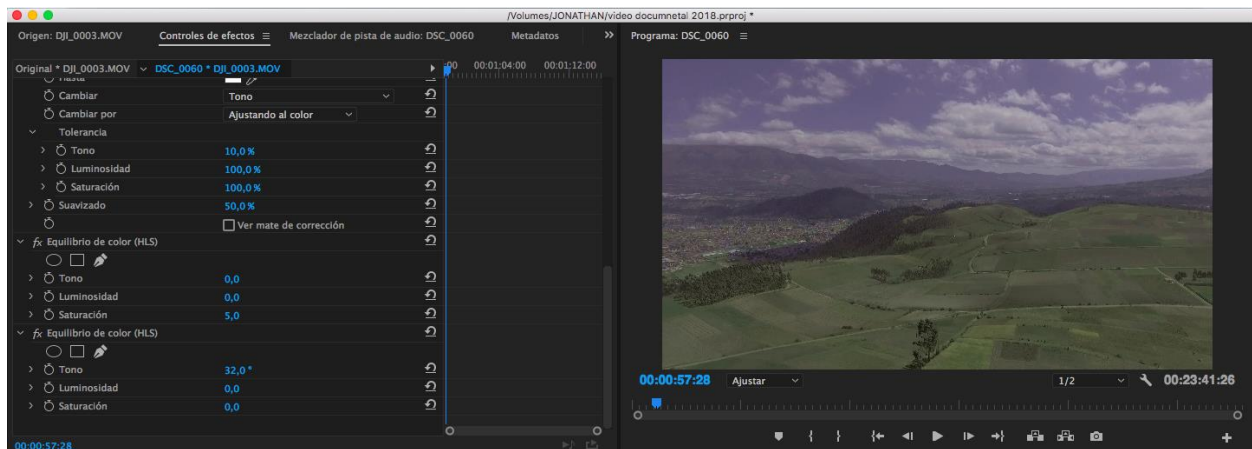 /Volumes/JONATHAN/video documnetal 2018.prproj *
Origen: DJI_0003.MOV Controles de efectos Mezclador de pista de audio: DSC_0060 Metadatos
Programa: DSC_0060
Original * DJI_0003.MOV DSC_0060 * DJI_0003.MOV
:00 00:01:04:00 00:01:12:00
Hasta
Cambiar Tono
Cambiar por Ajustando al color
Tolerancia
Tono 10,0 %
Luminosidad 100,0 %
Saturación 100,0 %
Suavizado 50,0 %
Ver mate de corrección
fx Equilibrio de color (HLS)
Tono 0,0
Luminosidad 0,0
Saturación 5,0
fx Equilibrio de color (HLS)
Tono 32,0 °
Luminosidad 0,0
Saturación 0,0
00:00:57:28
00:00:57:28 Ajustar 1/2 00:23:41:26